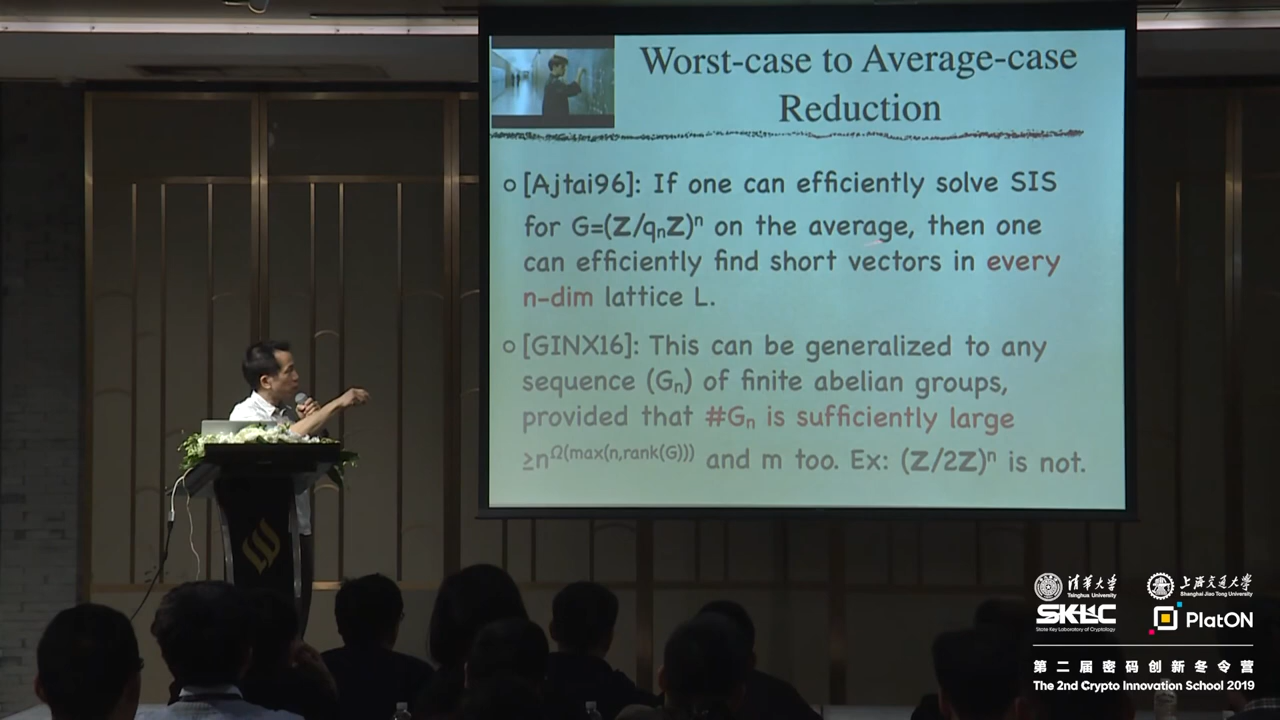 Worst-case to Average-case
Reduction
[Ajtai96]: If one can efficiently solve SIS
for G=(Z/qₙZ)ⁿ on the average, then one
can efficiently find short vectors in every
n-dim lattice L.
[GINX16]: This can be generalized to any
sequence (Gₙ) of finite abelian groups,
provided that #Gₙ is sufficiently large
≥n^Ω(max(n,rank(G))) and m too. Ex: (Z/2Z)ⁿ is not.
清華大学
Tsinghua University
上海交通大学
Shanghai Jiao Tong University
SKLC
State Key Laboratory of Cryptology
PlatON
第二届密码创新冬令营
The 2nd Crypto Innovation School 2019